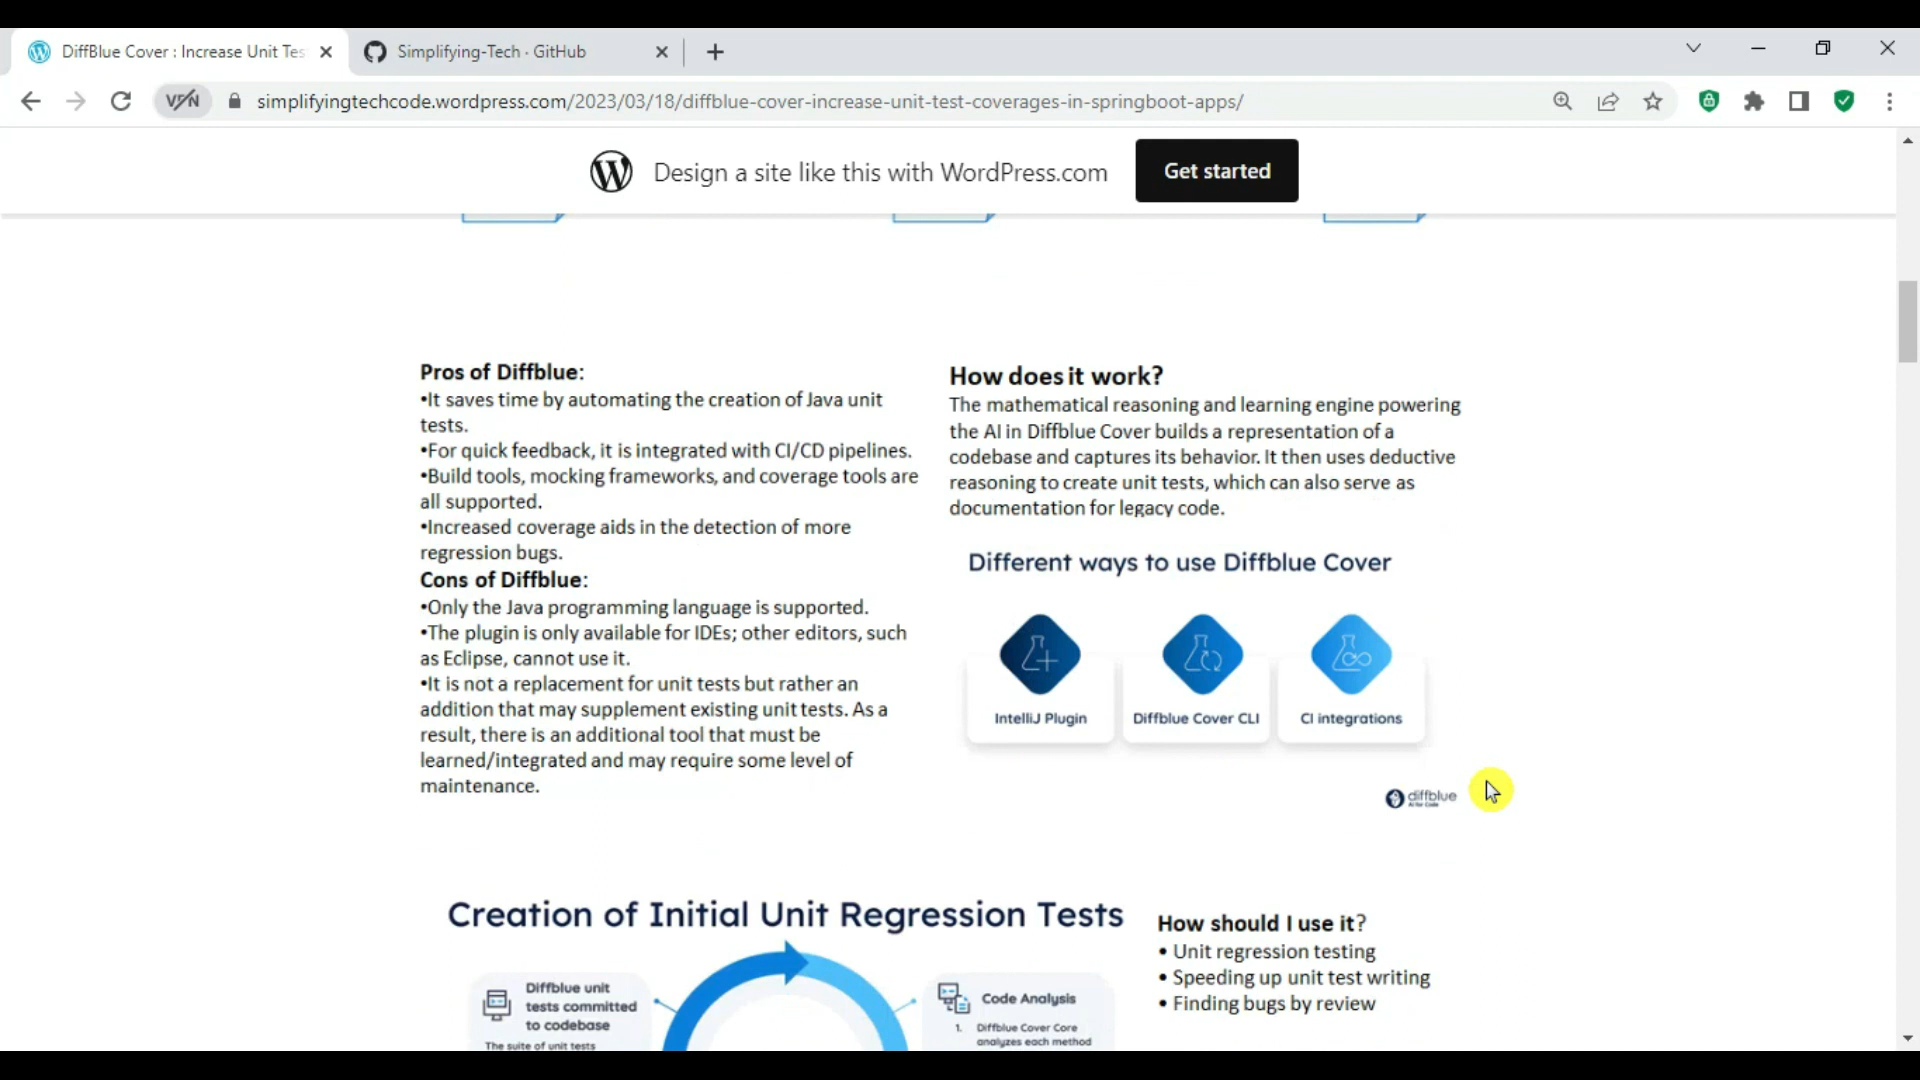 DiffBlue Cover : Increase Unit Tes
Simplifying-Tech · GitHub
VPN
simplifyingtechcode.wordpress.com/2023/03/18/diffblue-cover-increase-unit-test-coverages-in-springboot-apps/
Design a site like this with WordPress.com
Get started
Pros of Diffblue:
•It saves time by automating the creation of Java unit
tests.
•For quick feedback, it is integrated with CI/CD pipelines.
•Build tools, mocking frameworks, and coverage tools are
all supported.
•Increased coverage aids in the detection of more
regression bugs.
Cons of Diffblue:
•Only the Java programming language is supported.
•The plugin is only available for IDEs; other editors, such
as Eclipse, cannot use it.
•It is not a replacement for unit tests but rather an
addition that may supplement existing unit tests. As a
result, there is an additional tool that must be
learned/integrated and may require some level of
maintenance.
How does it work?
The mathematical reasoning and learning engine powering
the AI in Diffblue Cover builds a representation of a
codebase and captures its behavior. It then uses deductive
reasoning to create unit tests, which can also serve as
documentation for legacy code.
Different ways to use Diffblue Cover
IntelliJ Plugin
Diffblue Cover CLI
CI integrations
diffblue
AI for Code
Creation of Initial Unit Regression Tests
Diffblue unit
tests committed
to codebase
The suite of unit tests
Code Analysis
1. Diffblue Cover Core
analyzes each method
How should I use it?
• Unit regression testing
• Speeding up unit test writing
• Finding bugs by review